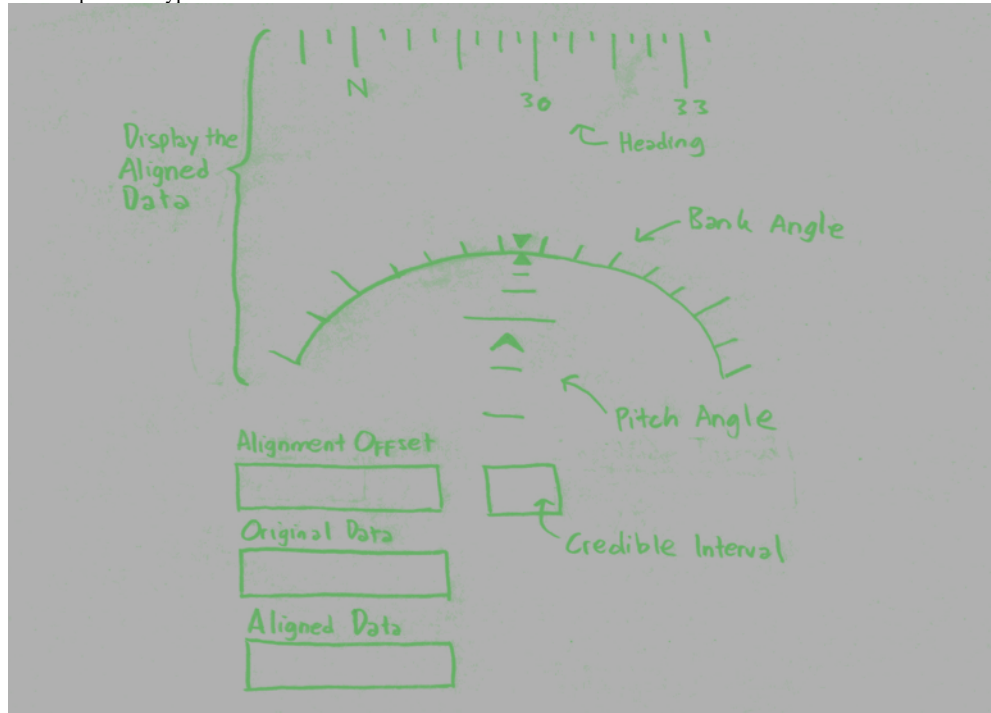 N
30
33
Heading
Display the
Aligned
Data
Bank Angle
Pitch Angle
Alignment Offset
Original Data
Credible Interval
Aligned Data